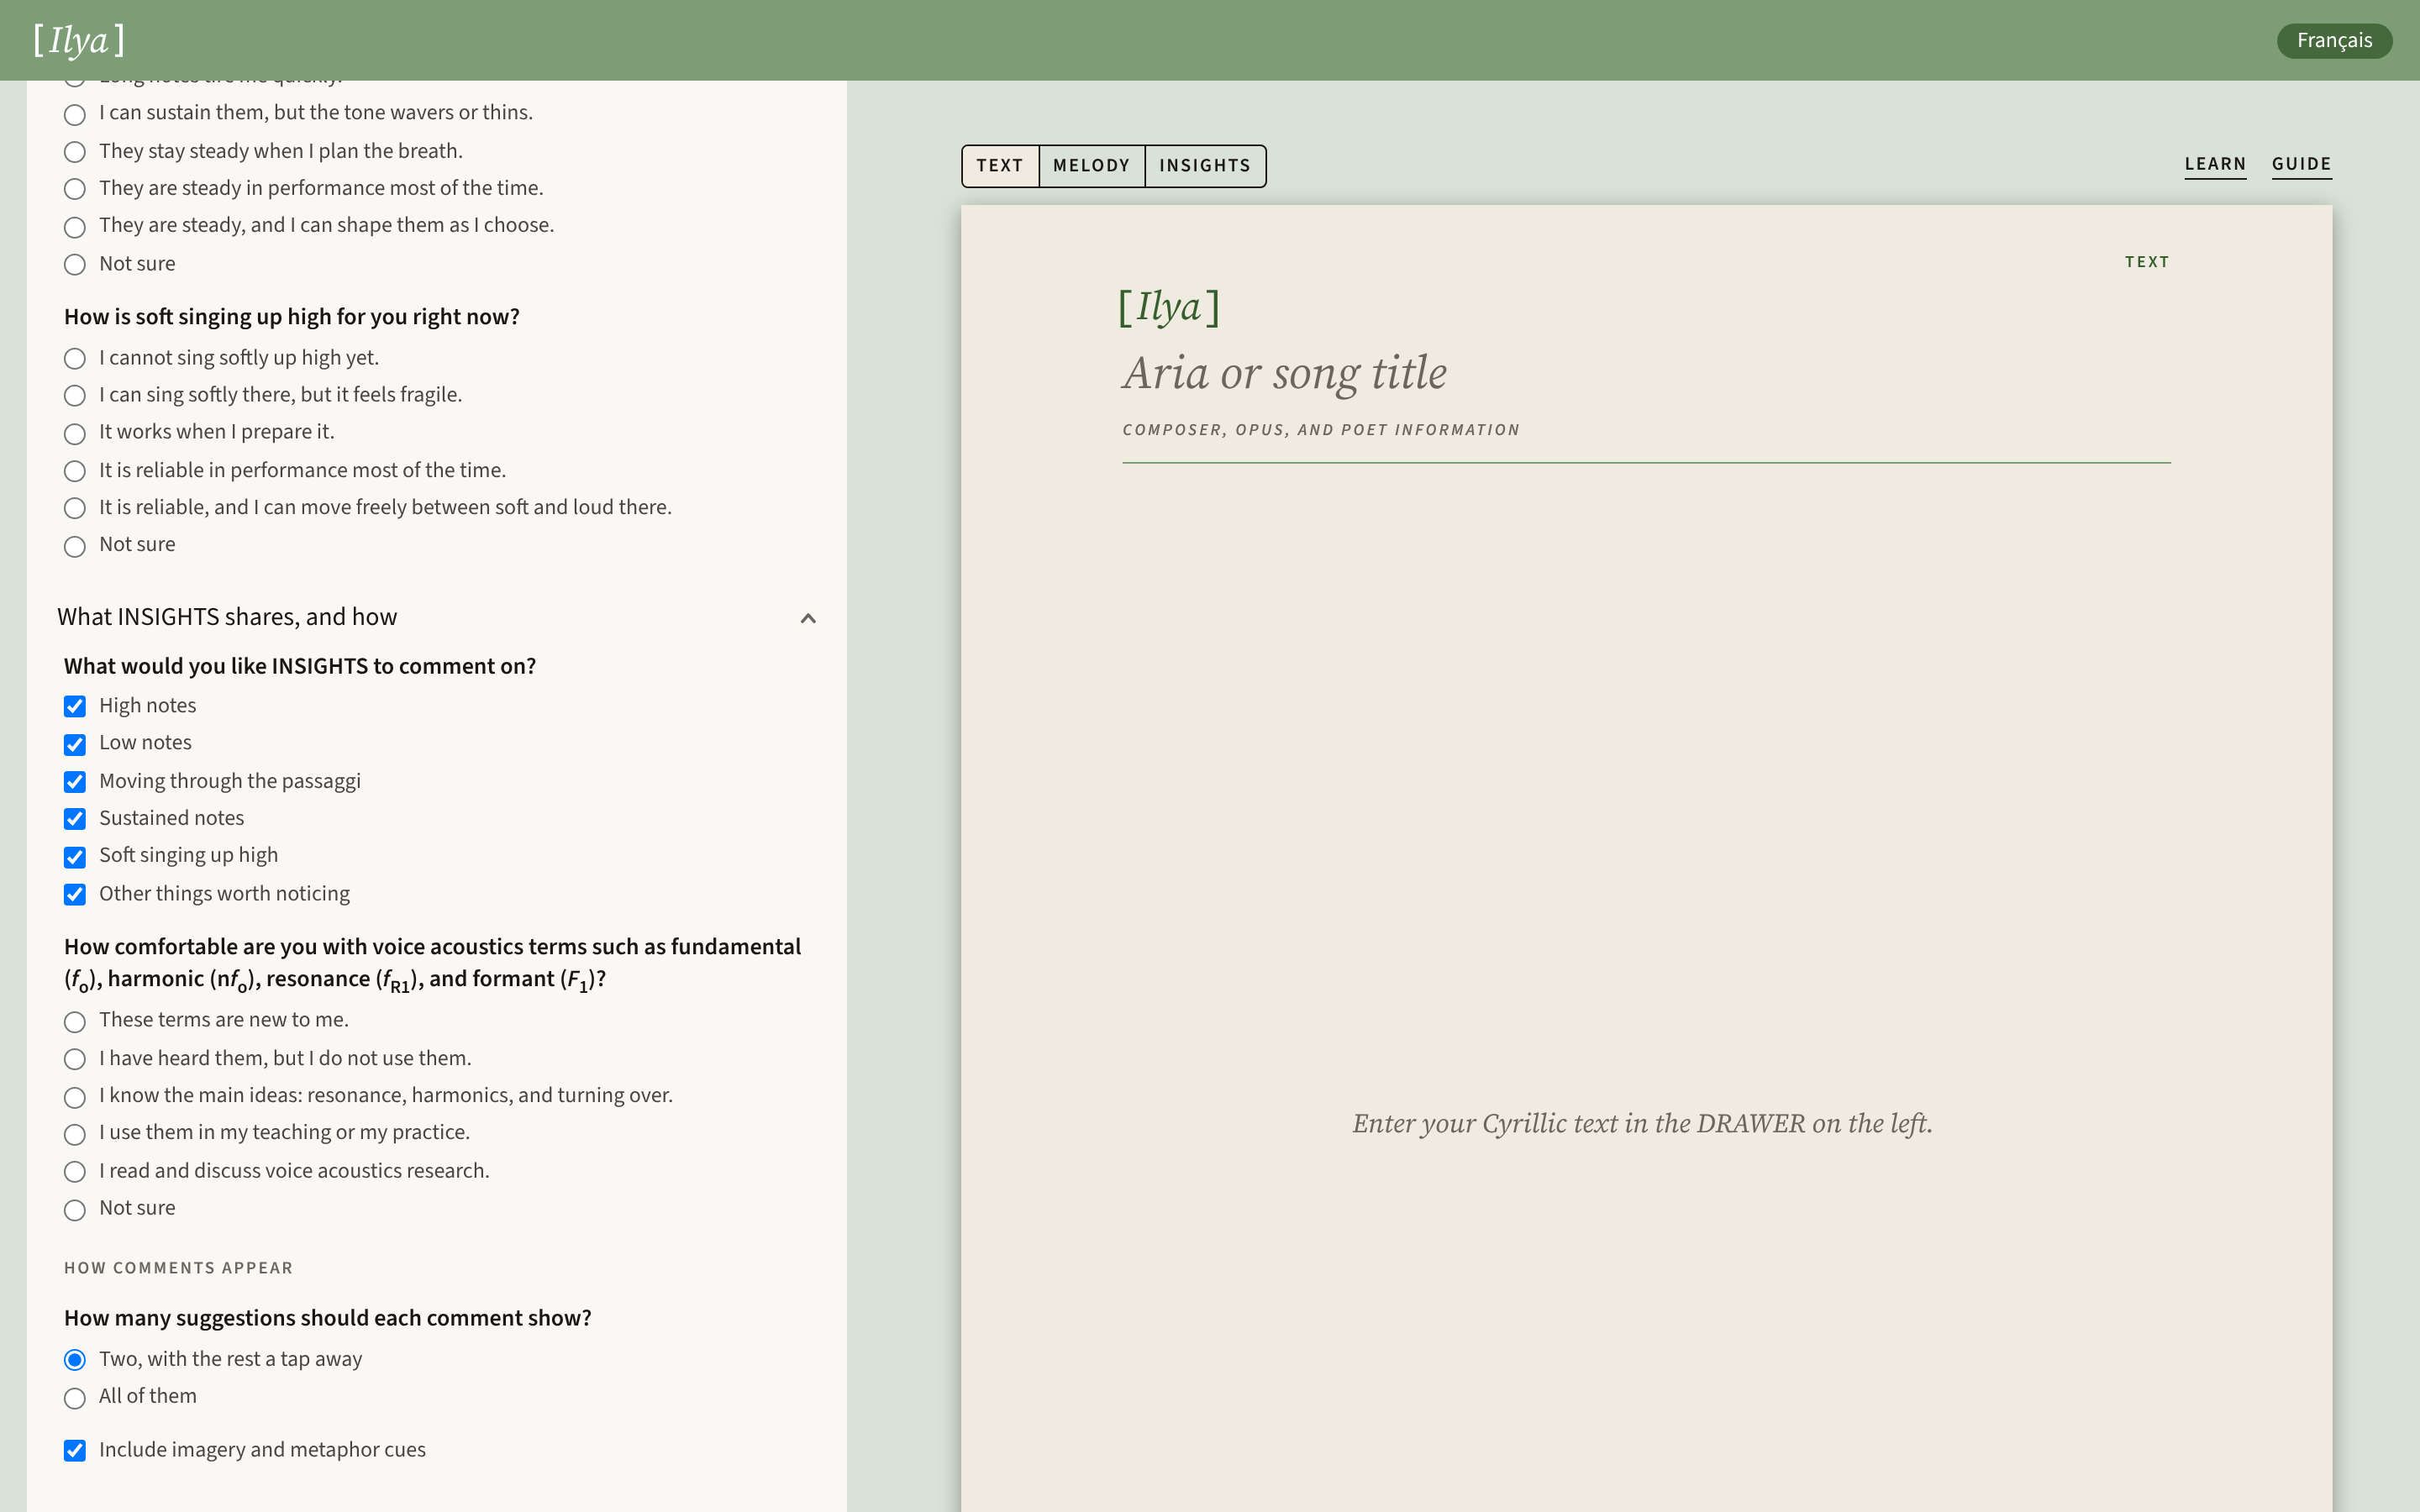 [Ilya]
Français
Long notes tire me quickly.
I can sustain them, but the tone wavers or thins.
They stay steady when I plan the breath.
They are steady in performance most of the time.
They are steady, and I can shape them as I choose.
Not sure
How is soft singing up high for you right now?
I cannot sing softly up high yet.
I can sing softly there, but it feels fragile.
It works when I prepare it.
It is reliable in performance most of the time.
It is reliable, and I can move freely between soft and loud there.
Not sure
What INSIGHTS shares, and how
What would you like INSIGHTS to comment on?
High notes
Low notes
Moving through the passaggi
Sustained notes
Soft singing up high
Other things worth noticing
How comfortable are you with voice acoustics terms such as fundamental
(fo), harmonic (nfo), resonance (fR1), and formant (F1)?
These terms are new to me.
I have heard them, but I do not use them.
I know the main ideas: resonance, harmonics, and turning over.
I use them in my teaching or my practice.
I read and discuss voice acoustics research.
Not sure
HOW COMMENTS APPEAR
How many suggestions should each comment show?
Two, with the rest a tap away
All of them
Include imagery and metaphor cues
TEXT
MELODY
INSIGHTS
LEARN
GUIDE
TEXT
[Ilya]
Aria or song title
COMPOSER, OPUS, AND POET INFORMATION
Enter your Cyrillic text in the DRAWER on the left.